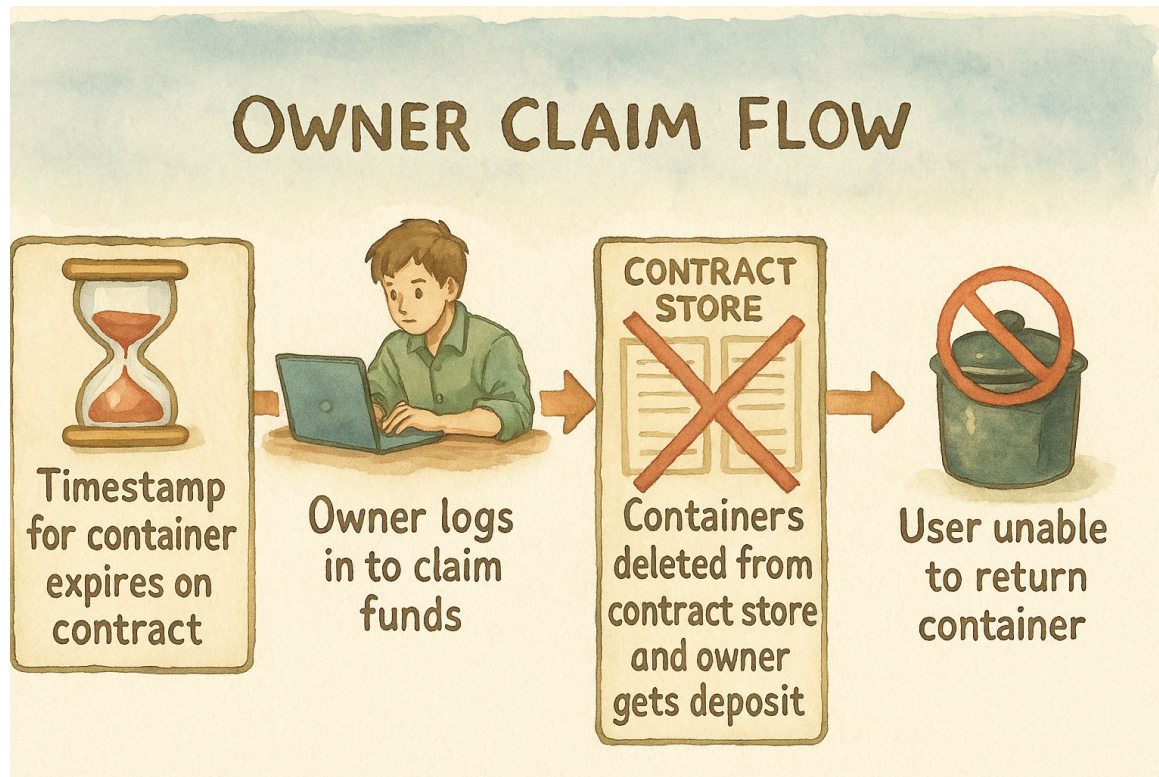 OWNER CLAIM FLOW
Timestamp
for container
expires on
contract
Owner logs
in to claim
funds
CONTRACT
STORE
Containers
deleted from
contract store
and owner
gets deposit
User unable
to return
container